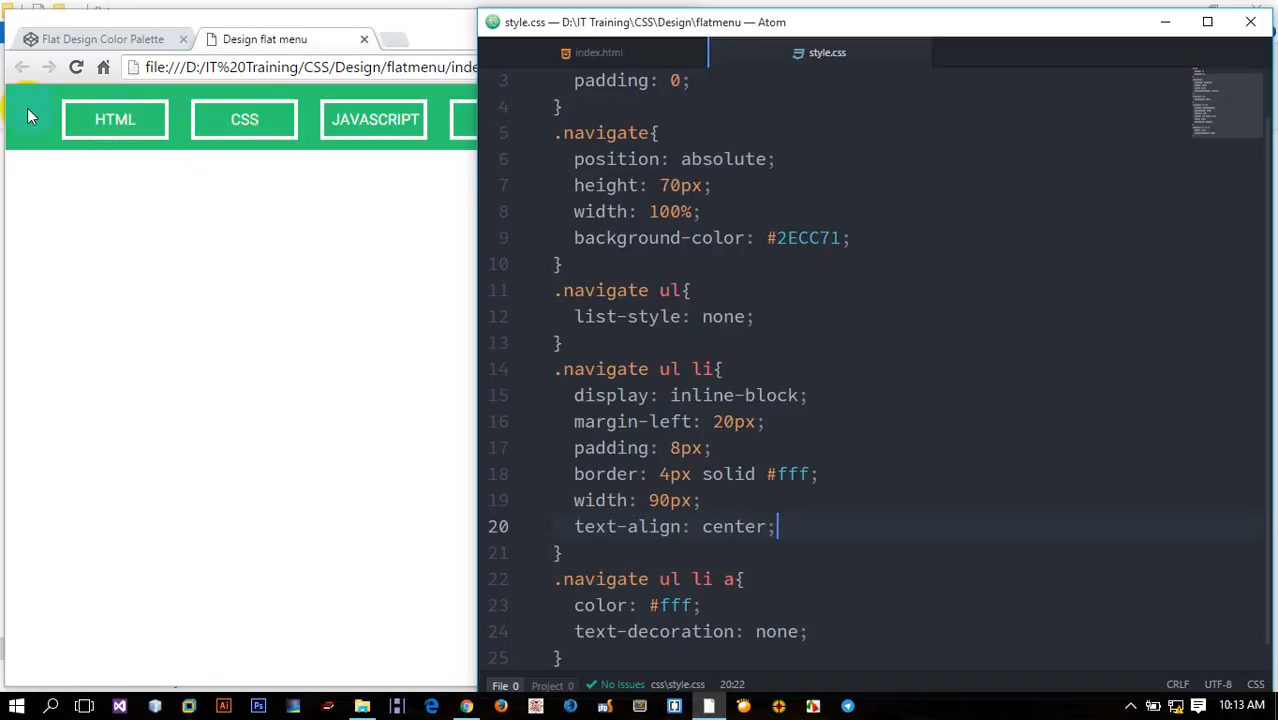 Flat Design Color Palette
Design flat menu
file:///D:/IT%20Training/CSS/Design/flatmenu/inde
HTML
CSS
JAVASCRIPT
style.css — D:\IT Training\CSS\Design\flatmenu — Atom
index.html
style.css
3 padding: 0;
4 }
5 .navigate{
6 position: absolute;
7 height: 70px;
8 width: 100%;
9 background-color: #2ECC71;
10 }
11 .navigate ul{
12 list-style: none;
13 }
14 .navigate ul li{
15 display: inline-block;
16 margin-left: 20px;
17 padding: 8px;
18 border: 4px solid #fff;
19 width: 90px;
20 text-align: center;
21 }
22 .navigate ul li a{
23 color: #fff;
24 text-decoration: none;
25 }
File 0 Project 0 No Issues css\style.css 20:22 CRLF UTF-8 CSS
10:13 AM